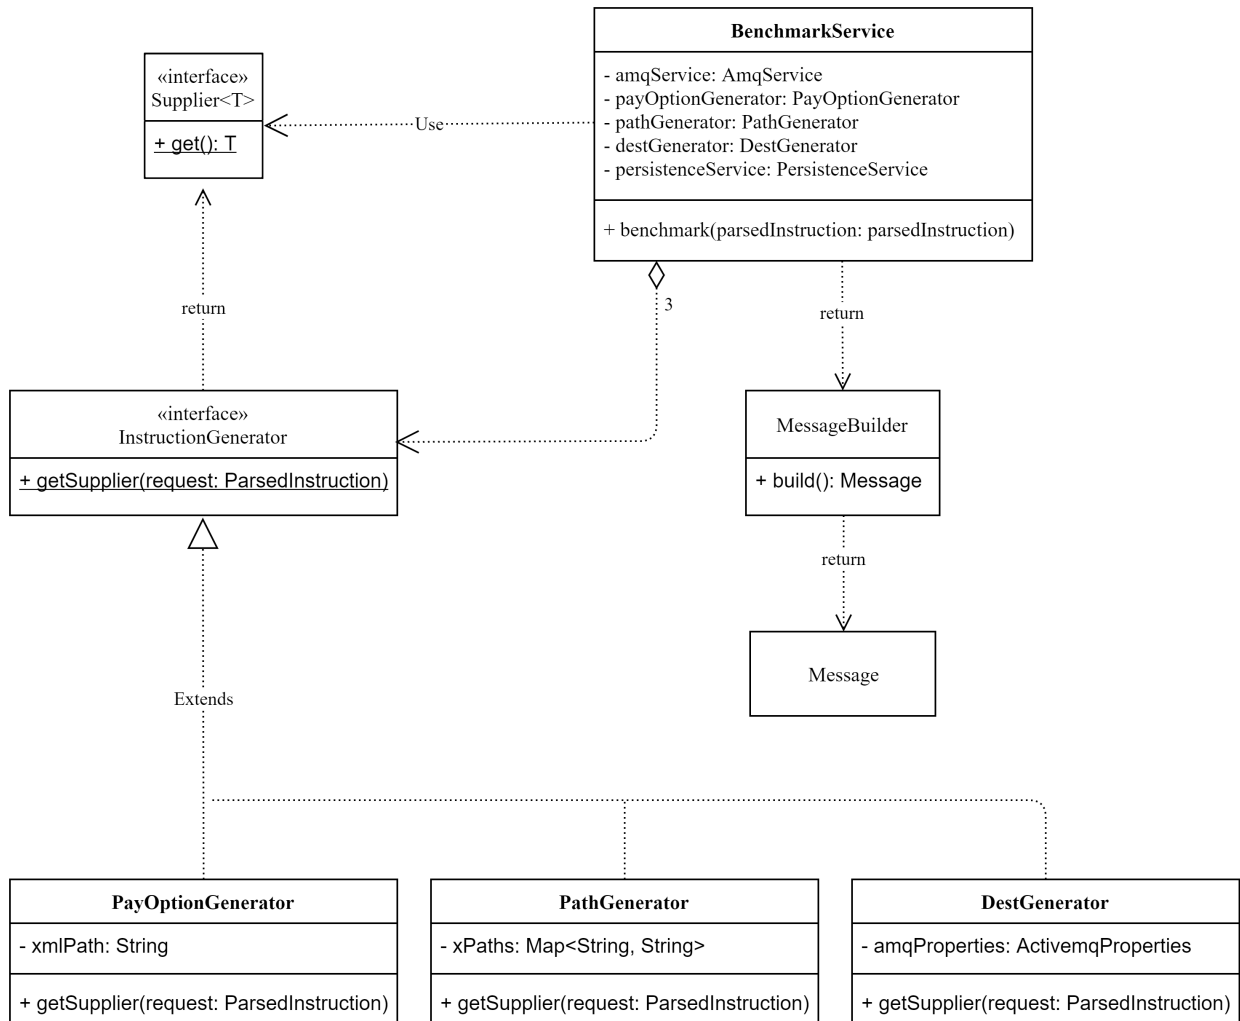 BenchmarkService
- amqService: AmqService
- payOptionGenerator: PayOptionGenerator
- pathGenerator: PathGenerator
- destGenerator: DestGenerator
- persistenceService: PersistenceService
+ benchmark(parsedInstruction: parsedInstruction)
«interface»
Supplier<T>
+ get(): T
Use
return
3
return
«interface»
InstructionGenerator
+ getSupplier(request: ParsedInstruction)
MessageBuilder
+ build(): Message
return
Message
Extends
PayOptionGenerator
- xmlPath: String
+ getSupplier(request: ParsedInstruction)
PathGenerator
- xPaths: Map<String, String>
+ getSupplier(request: ParsedInstruction)
DestGenerator
- amqProperties: ActivemqProperties
+ getSupplier(request: ParsedInstruction)